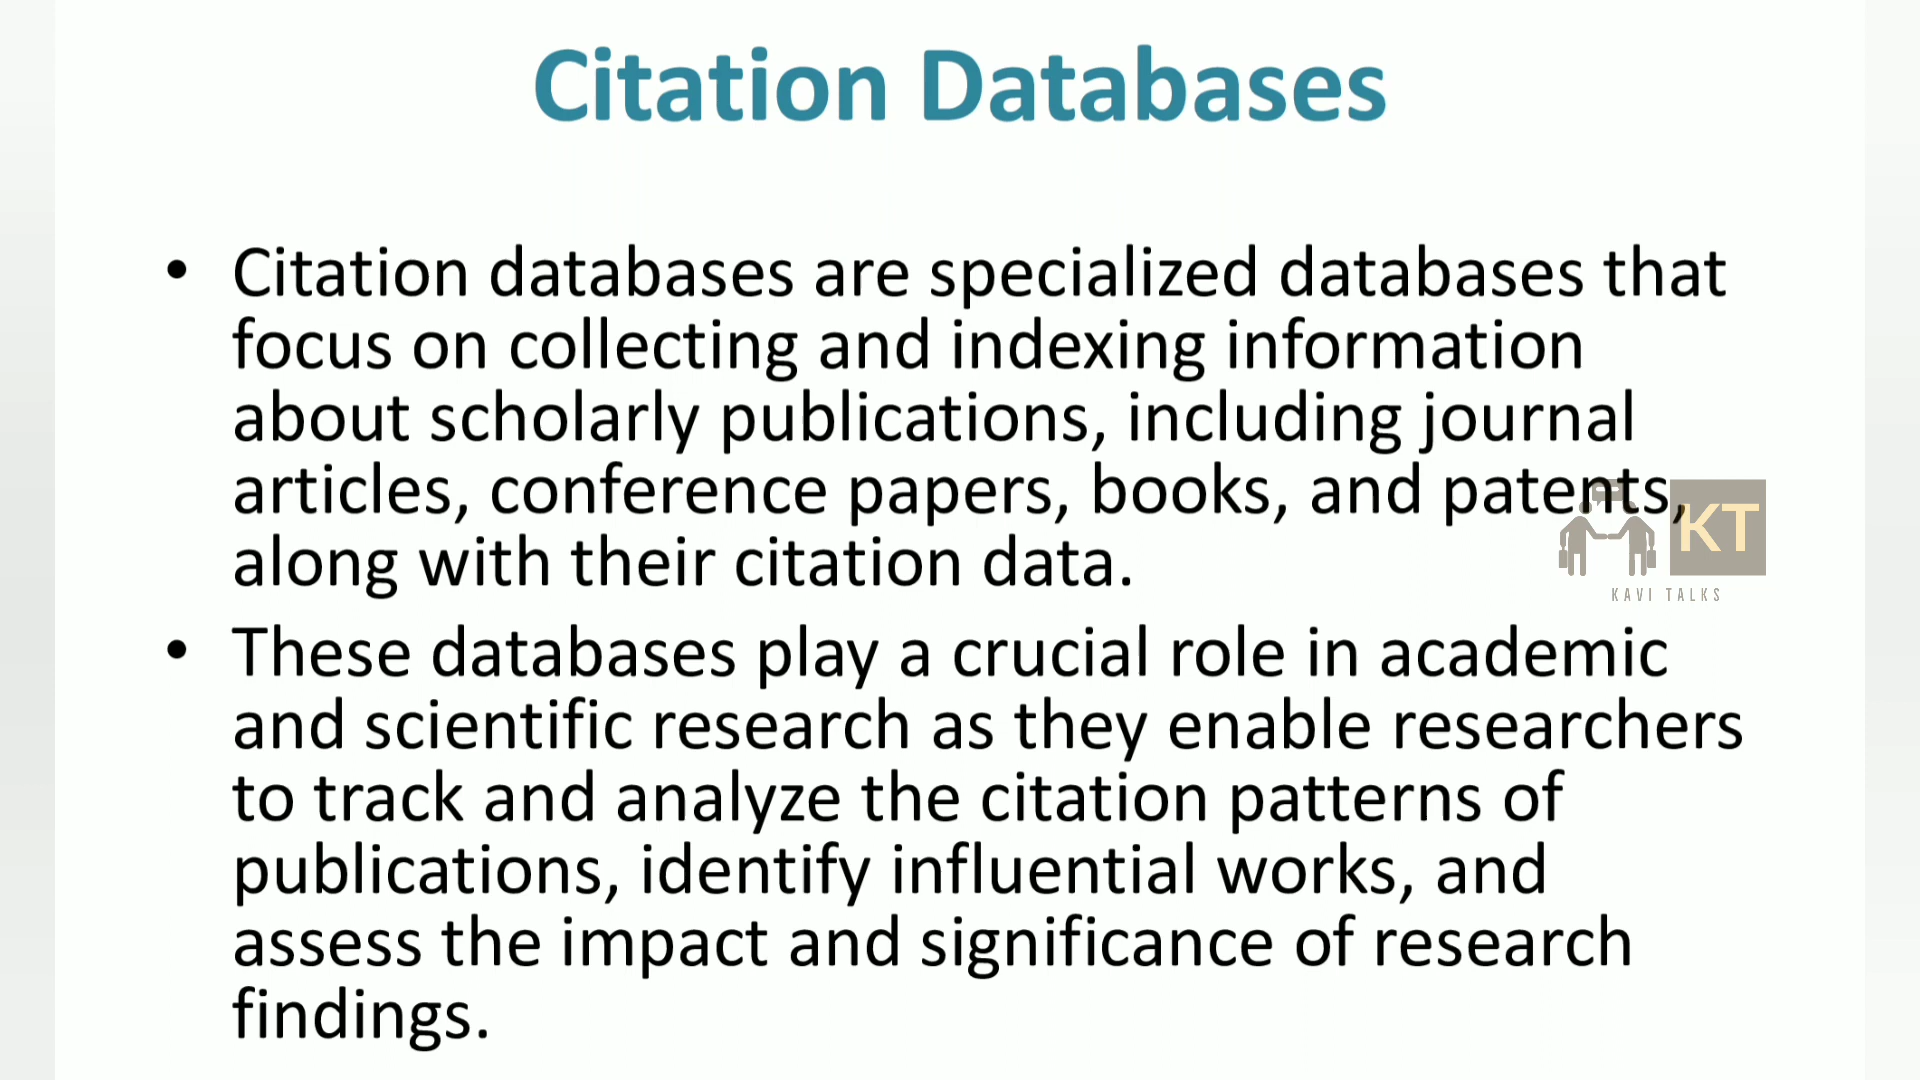 Citation Databases
• Citation databases are specialized databases that
focus on collecting and indexing information
about scholarly publications, including journal
articles, conference papers, books, and patents,
along with their citation data.
KT
KAVI TALKS
• These databases play a crucial role in academic
and scientific research as they enable researchers
to track and analyze the citation patterns of
publications, identify influential works, and
assess the impact and significance of research
findings.